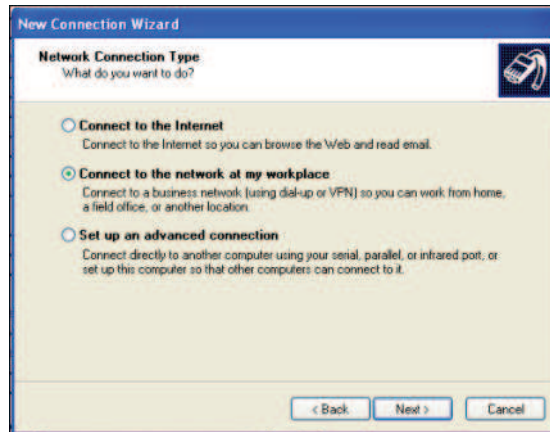 New Connection Wizard
Network Connection Type
What do you want to do?
Connect to the Internet
Connect to the Internet so you can browse the Web and read email.
Connect to the network at my workplace
Connect to a business network (using dial-up or VPN) so you can work from home,
a field office, or another location.
Set up an advanced connection
Connect directly to another computer using your serial, parallel, or infrared port, or
set up this computer so that other computers can connect to it.
< Back
Next >
Cancel